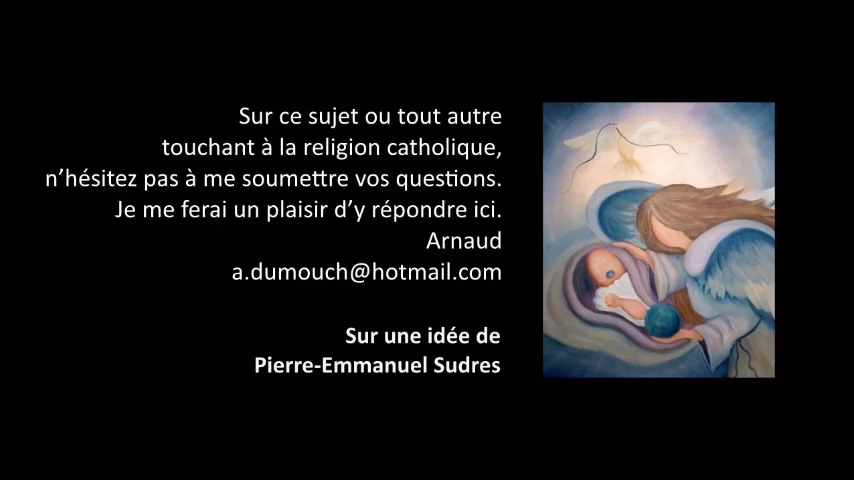 Sur ce sujet ou tout autre
touchant à la religion catholique,
n’hésitez pas à me soumettre vos questions.
Je me ferai un plaisir d’y répondre ici.
Arnaud
a.dumouch@hotmail.com
Sur une idée de
Pierre-Emmanuel Sudres